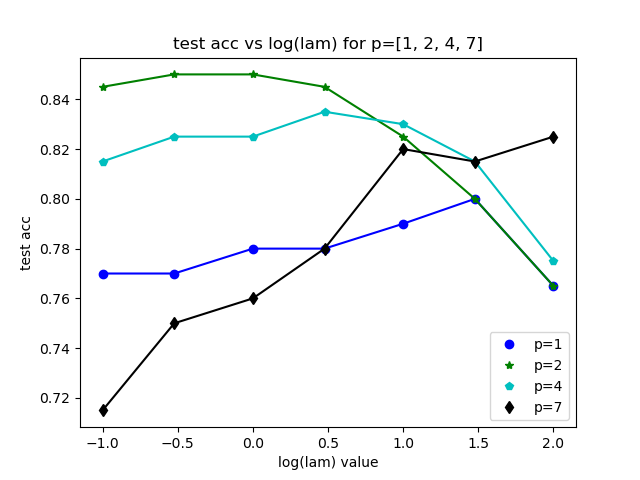 test acc vs log(lam) for p=[1, 2, 4, 7]
test acc
0.84
0.82
0.80
0.78
0.76
0.74
0.72
−1.0
−0.5
0.0
0.5
1.0
1.5
2.0
log(lam) value
p=1
p=2
p=4
p=7